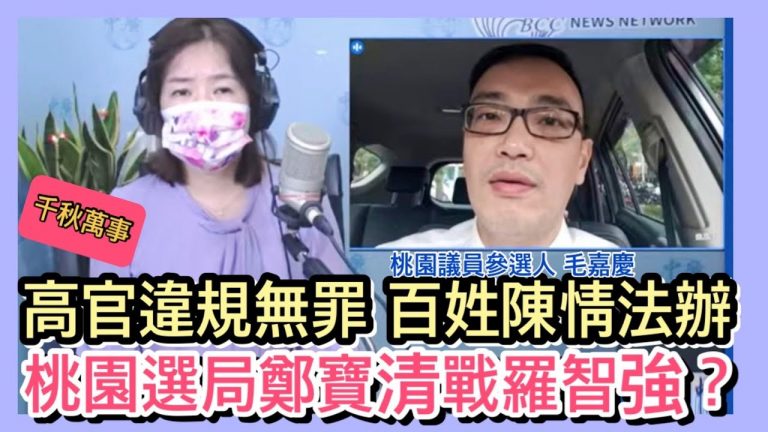 BCC NEWS NETWORK
千秋萬事
桃園議員參選人 毛嘉慶
高官違規無罪 百姓陳情法辦
桃園選局鄭寶清戰羅智強？